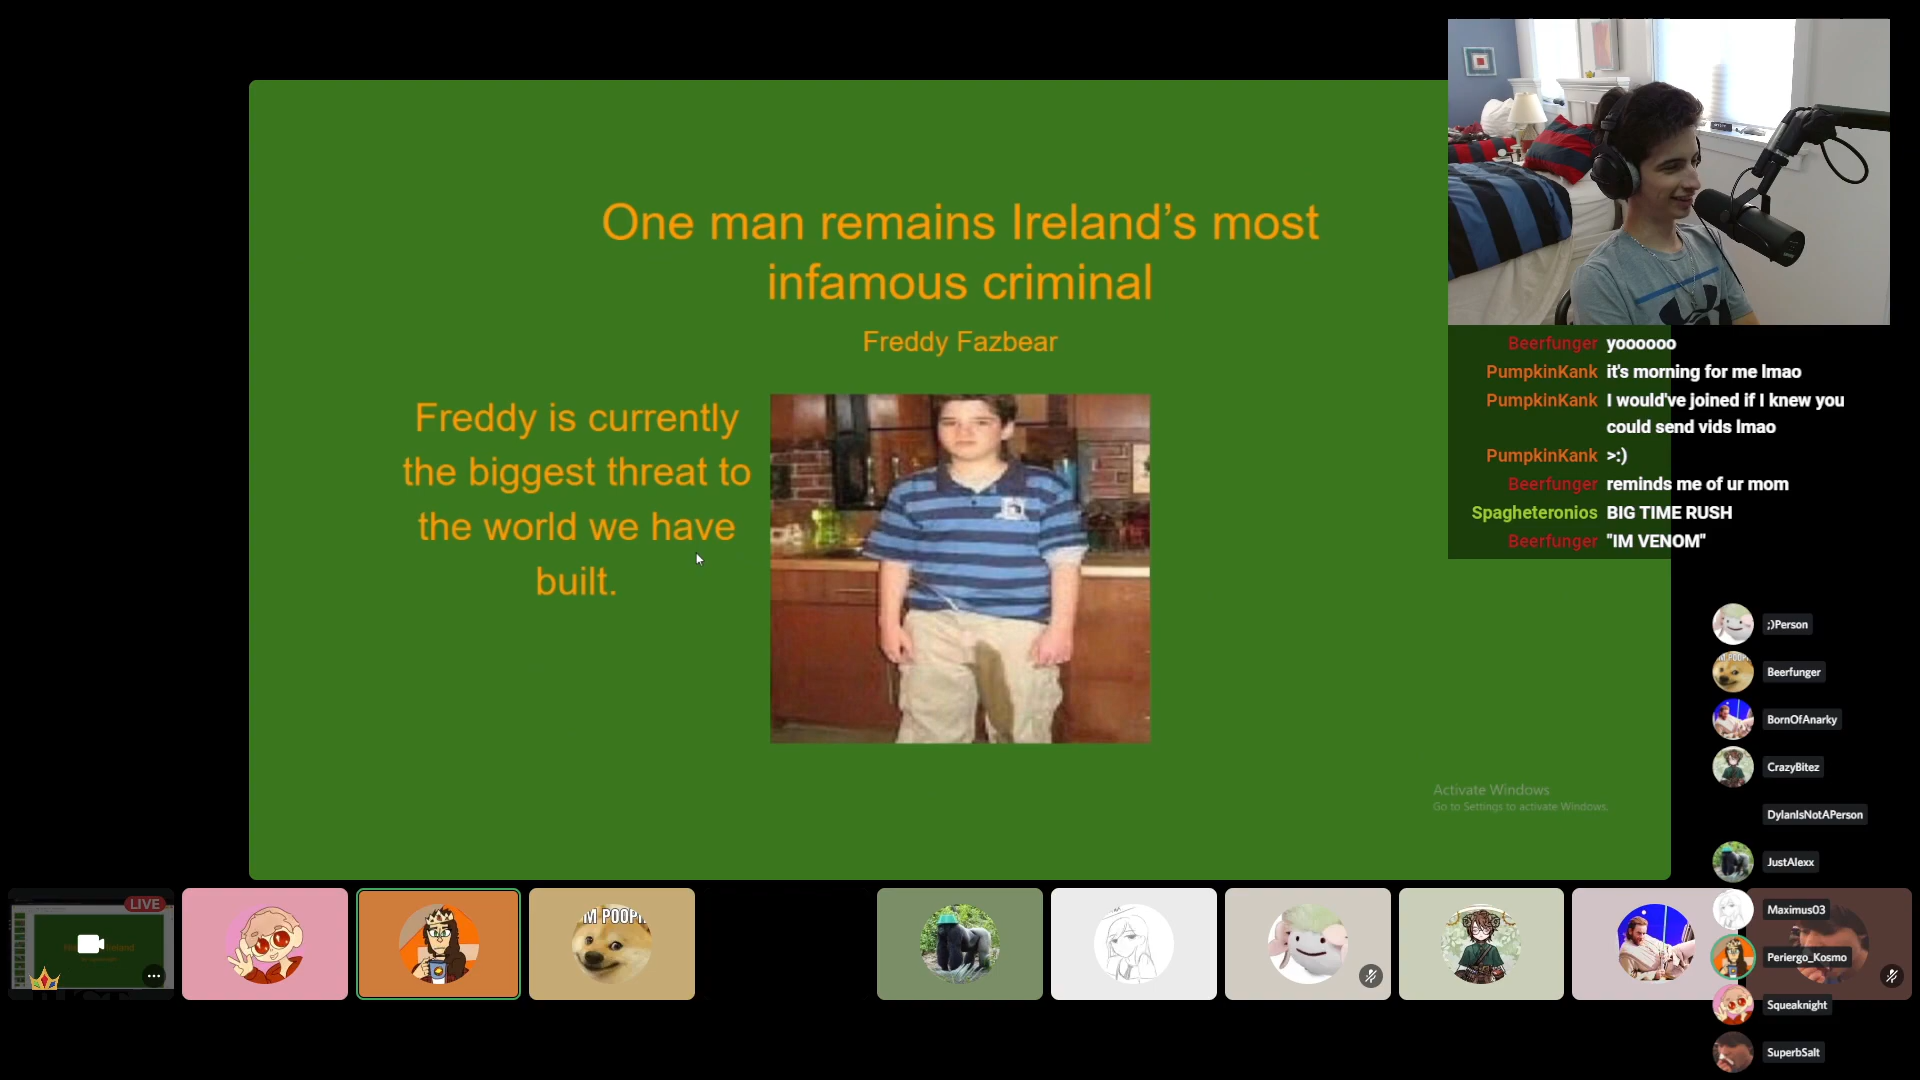 One man remains Ireland’s most
infamous criminal
Freddy Fazbear
Freddy is currently
the biggest threat to
the world we have
built.
Activate Windows
Go to Settings to activate Windows.
Beerfunger yoooooo
PumpkinKank it's morning for me lmao
PumpkinKank I would've joined if I knew you
could send vids lmao
PumpkinKank >:)
Beerfunger reminds me of ur mom
Spagheteronios BIG TIME RUSH
Beerfunger "IM VENOM"
;)Person
Beerfunger
BornOfAnarky
CrazyBitez
DylanIsNotAPerson
JustAlexx
Maximus03
Periergo_Kosmo
Squeaknight
SuperbSalt
LIVE